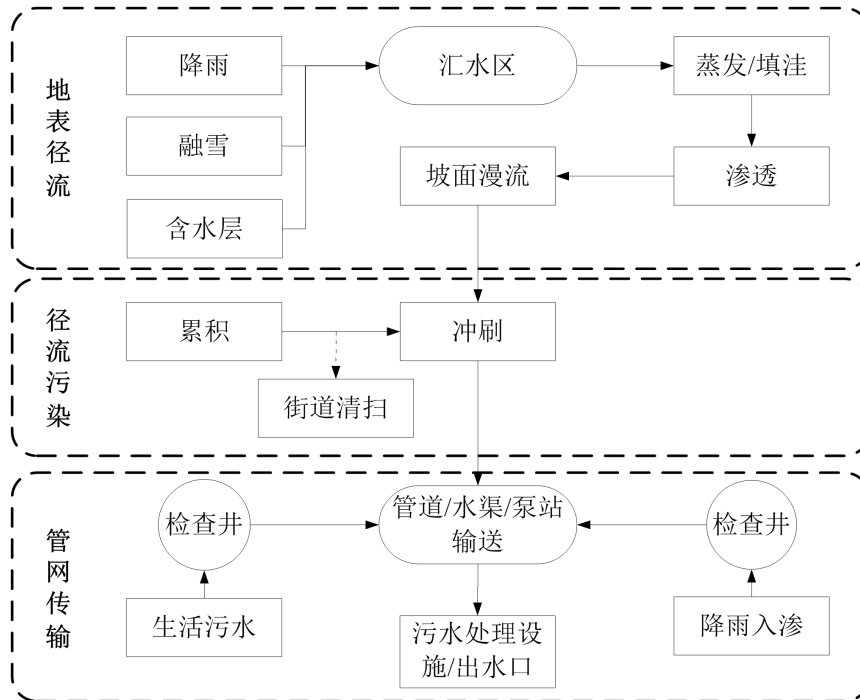 地表径流
降雨
汇水区
蒸发/填洼
融雪
坡面漫流
渗透
含水层
径流污染
累积
冲刷
街道清扫
管网传输
检查井
管道/水渠/泵站
输送
检查井
生活污水
污水处理设
施/出水口
降雨入渗